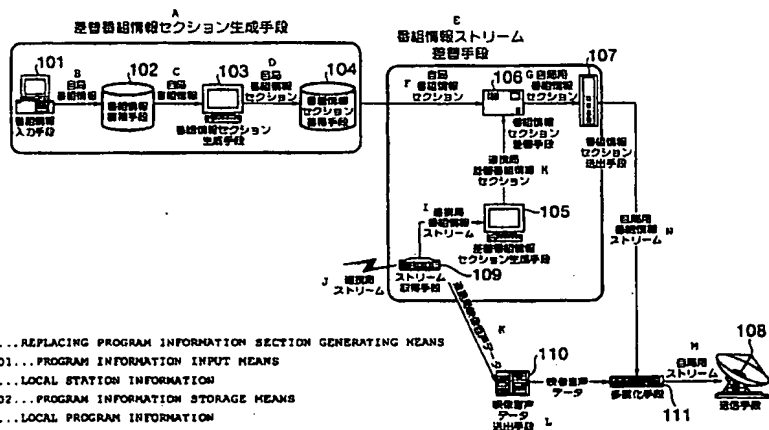 A
差替番組情報セクション生成手段
E
番組情報ストリーム
差替手段
101
B
自局
番組情報
102
番組情報
蓄積手段
C
自局
番組情報
103
D
自局
番組情報
セクション
104
番組情報
セクション
蓄積手段
番組情報
入力手段
番組情報セクション
生成手段
F
自局
番組情報
セクション
106
G 自局用
番組情報
セクション
107
番組情報
セクション
差替手段
番組情報
セクション
送出手段
差替番組情報
セクション
H
I
番組情報
ストリーム
105
差替番組情報
セクション生成手段
J
ストリーム
109
ストリーム
取得手段
自局用
番組情報
ストリーム
N
K
映像音声データ
110
映像音声
データ
送出手段
映像音声
データ
L
多重化手段
111
M
自局用
ストリーム
108
送信手段
...REPLACING PROGRAM INFORMATION SECTION GENERATING MEANS
01...PROGRAM INFORMATION INPUT MEANS
...LOCAL STATION INFORMATION
02...PROGRAM INFORMATION STORAGE MEANS
...LOCAL PROGRAM INFORMATION